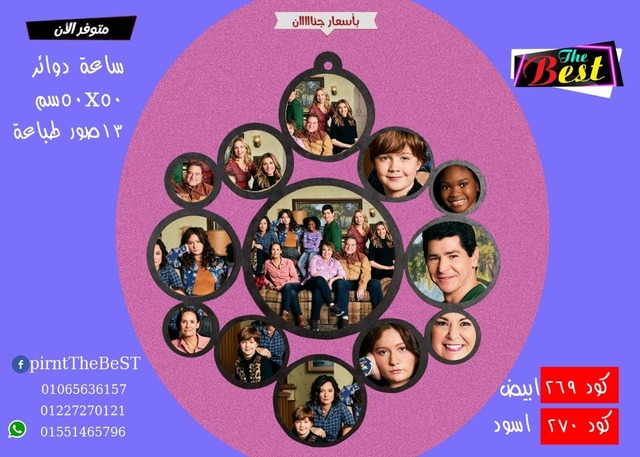 بأسعار جنااااان
متوفر الآن
The
Best
ساعة دوائر
٥٠X٥٠سم
١٣صور طباعة
pirntTheBeST
01065636157
01227270121
01551465796
كود ٢٦٩ ابيض
كود ٢٧٠ اسود